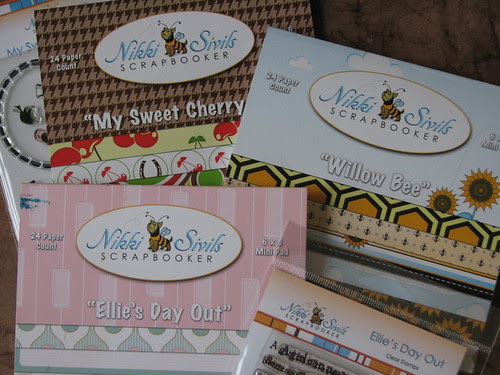 My Sw
24 Paper
Count
Nikki Sivils
SCRAPBOOKER
"My Sweet Cherry
24 Paper
Count
Nikki Sivils
SCRAPBOOKER
Mini
"Willow Bee"
24 Paper
Count
Nikki Sivils
SCRAPBOOKER
6 x 6
Mini Pad
"Ellie's Day Out"
Nikki Sivils
SCRAPBOOKER
Ellie's Day Out
Clear Stamps